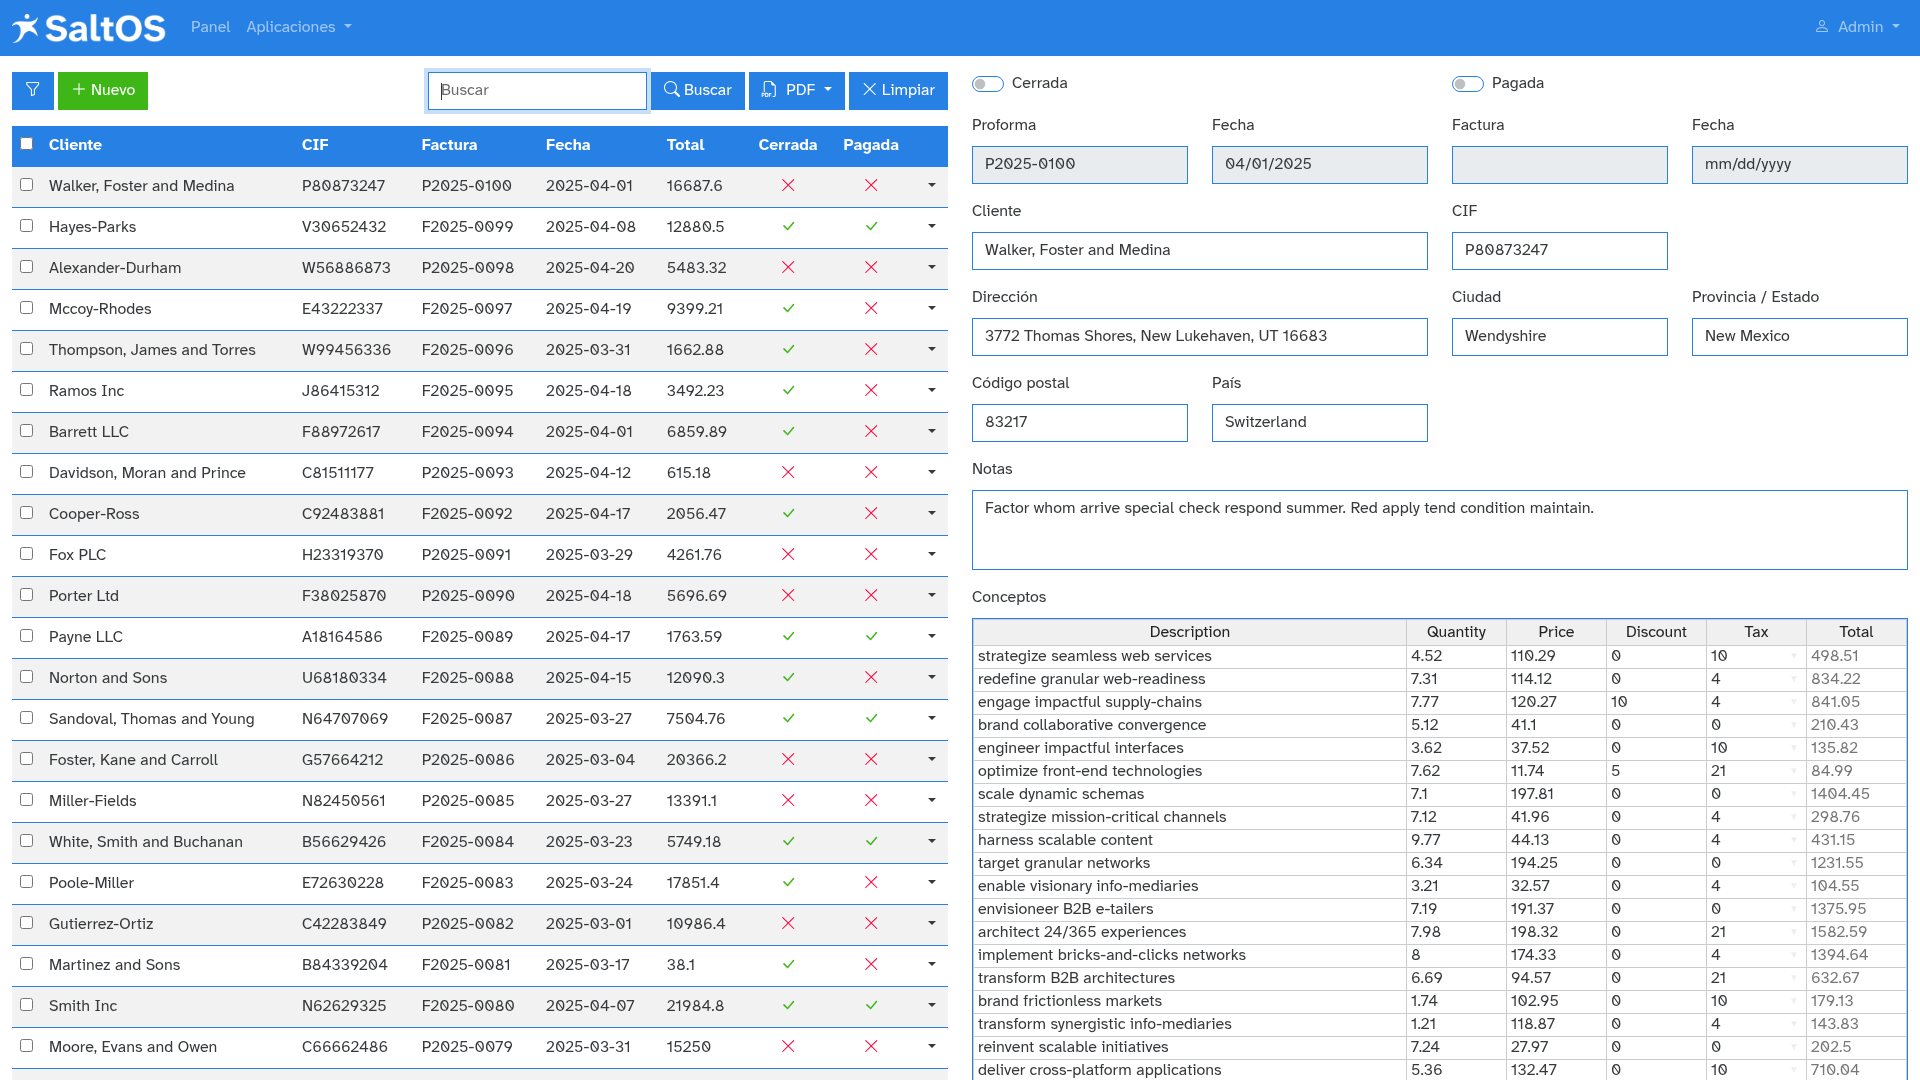 SaltOS Panel Aplicaciones Admin
Nuevo Buscar Buscar PDF Limpiar
Cliente CIF Factura Fecha Total Cerrada Pagada
Walker, Foster and Medina P80873247 P2025-0100 2025-04-01 16687.6
Hayes-Parks V30652432 F2025-0099 2025-04-08 12880.5
Alexander-Durham W56886873 P2025-0098 2025-04-20 5483.32
Mccoy-Rhodes E43222337 F2025-0097 2025-04-19 9399.21
Thompson, James and Torres W99456336 F2025-0096 2025-03-31 1662.88
Ramos Inc J86415312 F2025-0095 2025-04-18 3492.23
Barrett LLC F88972617 F2025-0094 2025-04-01 6859.89
Davidson, Moran and Prince C81511177 P2025-0093 2025-04-12 615.18
Cooper-Ross C92483881 F2025-0092 2025-04-17 2056.47
Fox PLC H23319370 P2025-0091 2025-03-29 4261.76
Porter Ltd F38025870 P2025-0090 2025-04-18 5696.69
Payne LLC A18164586 F2025-0089 2025-04-17 1763.59
Norton and Sons U68180334 F2025-0088 2025-04-15 12090.3
Sandoval, Thomas and Young N64707069 F2025-0087 2025-03-27 7504.76
Foster, Kane and Carroll G57664212 P2025-0086 2025-03-04 20366.2
Miller-Fields N82450561 P2025-0085 2025-03-27 13391.1
White, Smith and Buchanan B56629426 F2025-0084 2025-03-23 5749.18
Poole-Miller E72630228 F2025-0083 2025-03-24 17851.4
Gutierrez-Ortiz C42283849 P2025-0082 2025-03-01 10986.4
Martinez and Sons B84339204 F2025-0081 2025-03-17 38.1
Smith Inc N62629325 F2025-0080 2025-04-07 21984.8
Moore, Evans and Owen C66662486 P2025-0079 2025-03-31 15250
Cerrada Pagada
Proforma Fecha Factura Fecha
P2025-0100 04/01/2025 mm/dd/yyyy
Cliente CIF
Walker, Foster and Medina P80873247
Dirección Ciudad Provincia / Estado
3772 Thomas Shores, New Lukehaven, UT 16683 Wendyshire New Mexico
Código postal País
83217 Switzerland
Notas
Factor whom arrive special check respond summer. Red apply tend condition maintain.
Conceptos
Description Quantity Price Discount Tax Total
strategize seamless web services 4.52 110.29 0 10 498.51
redefine granular web-readiness 7.31 114.12 0 4 834.22
engage impactful supply-chains 7.77 120.27 10 4 841.05
brand collaborative convergence 5.12 41.1 0 0 210.43
engineer impactful interfaces 3.62 37.52 0 10 135.82
optimize front-end technologies 7.62 11.74 5 21 84.99
scale dynamic schemas 7.1 197.81 0 0 1404.45
strategize mission-critical channels 7.12 41.96 0 4 298.76
harness scalable content 9.77 44.13 0 4 431.15
target granular networks 6.34 194.25 0 0 1231.55
enable visionary info-mediaries 3.21 32.57 0 4 104.55
envisioneer B2B e-tailers 7.19 191.37 0 0 1375.95
architect 24/365 experiences 7.98 198.32 0 21 1582.59
implement bricks-and-clicks networks 8 174.33 0 4 1394.64
transform B2B architectures 6.69 94.57 0 21 632.67
brand frictionless markets 1.74 102.95 0 10 179.13
transform synergistic info-mediaries 1.21 118.87 0 4 143.83
reinvent scalable initiatives 7.24 27.97 0 0 202.5
deliver cross-platform applications 5.36 132.47 0 10 710.04